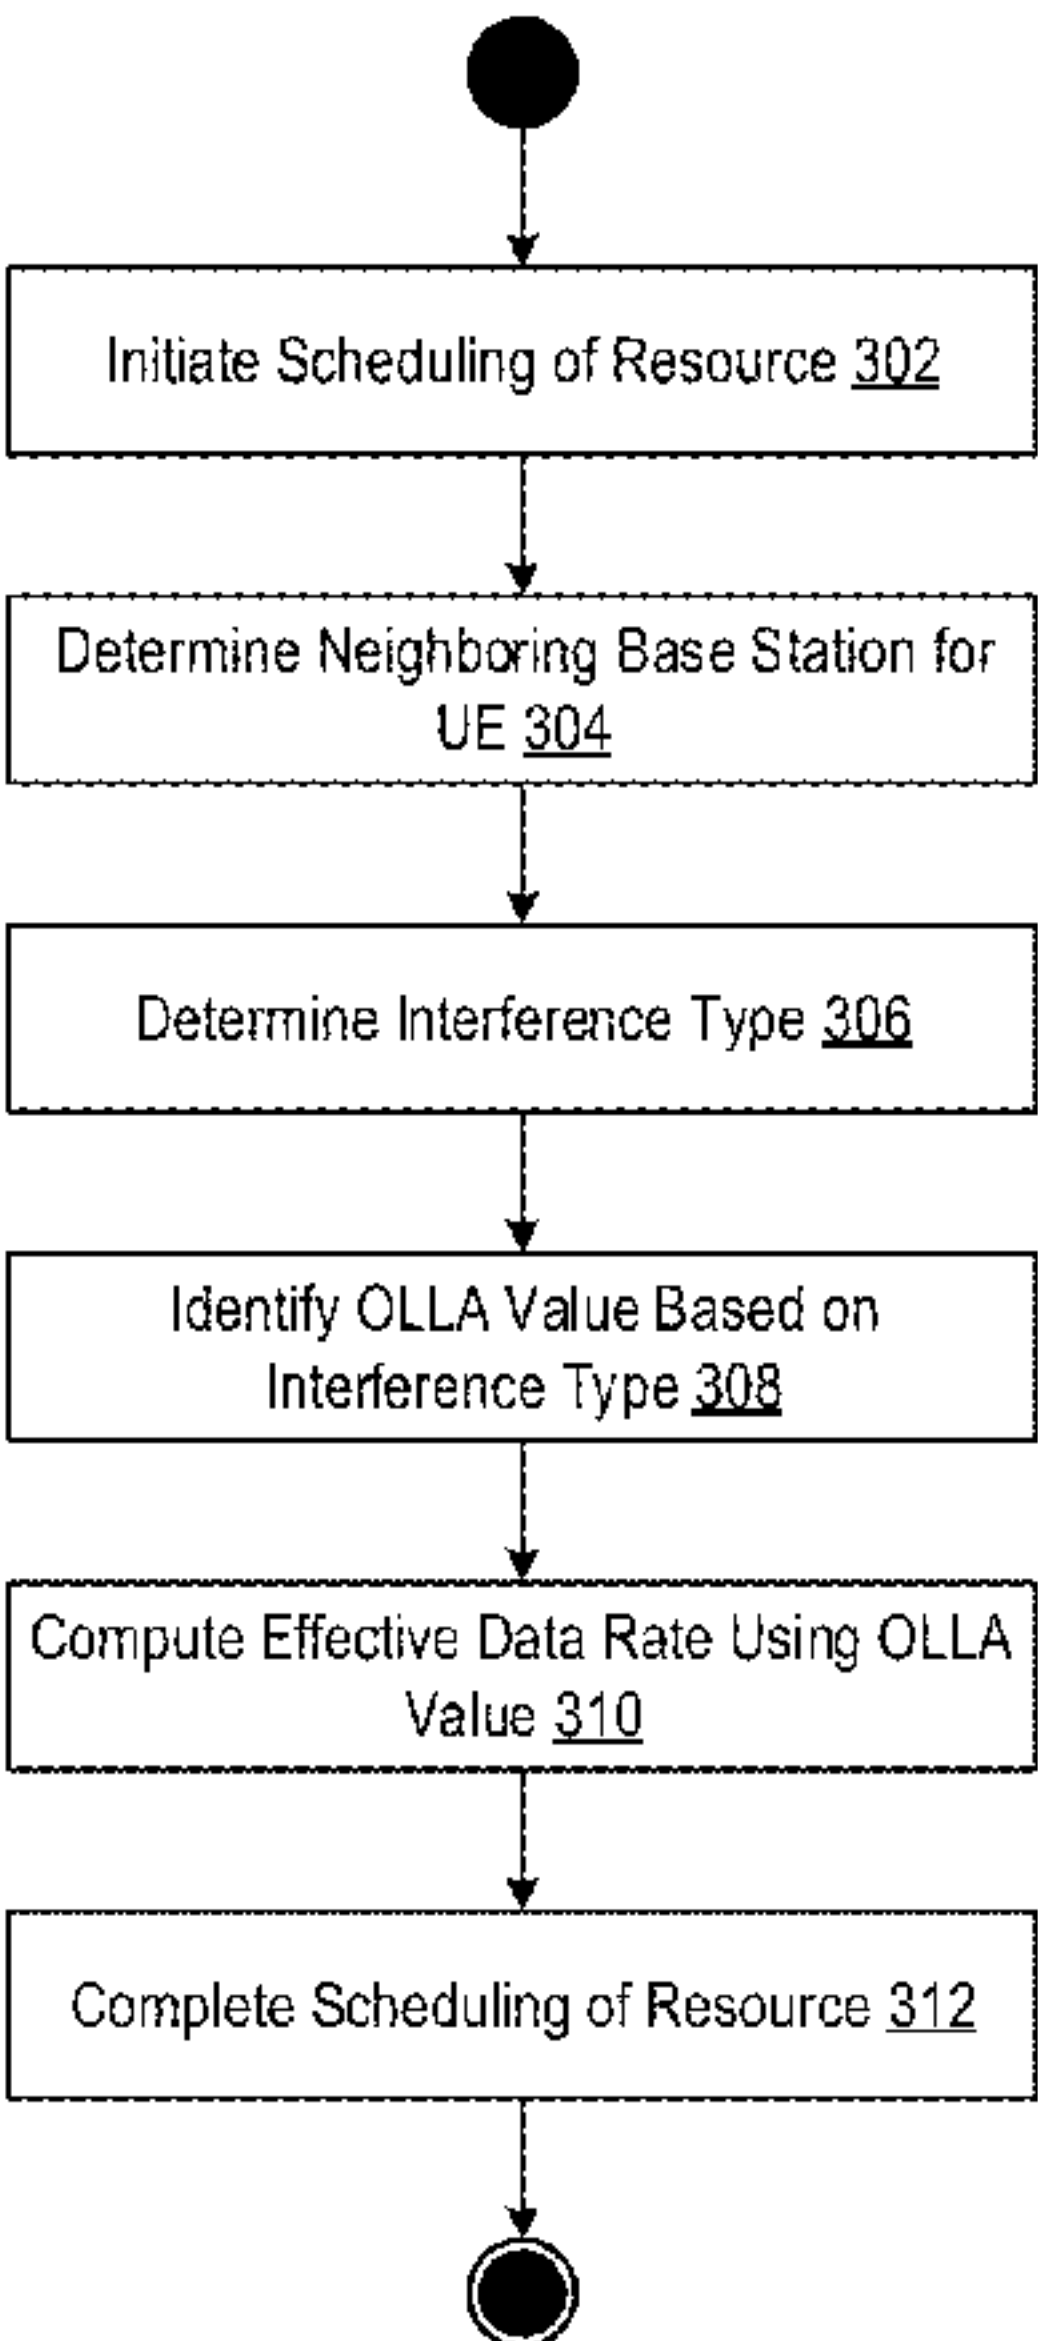 Initiate Scheduling of Resource 302
Determine Neighboring Base Station for
UE 304
Determine Interference Type 306
Identify OLLA Value Based on
Interference Type 308
Compute Effective Data Rate Using OLLA
Value 310
Complete Scheduling of Resource 312